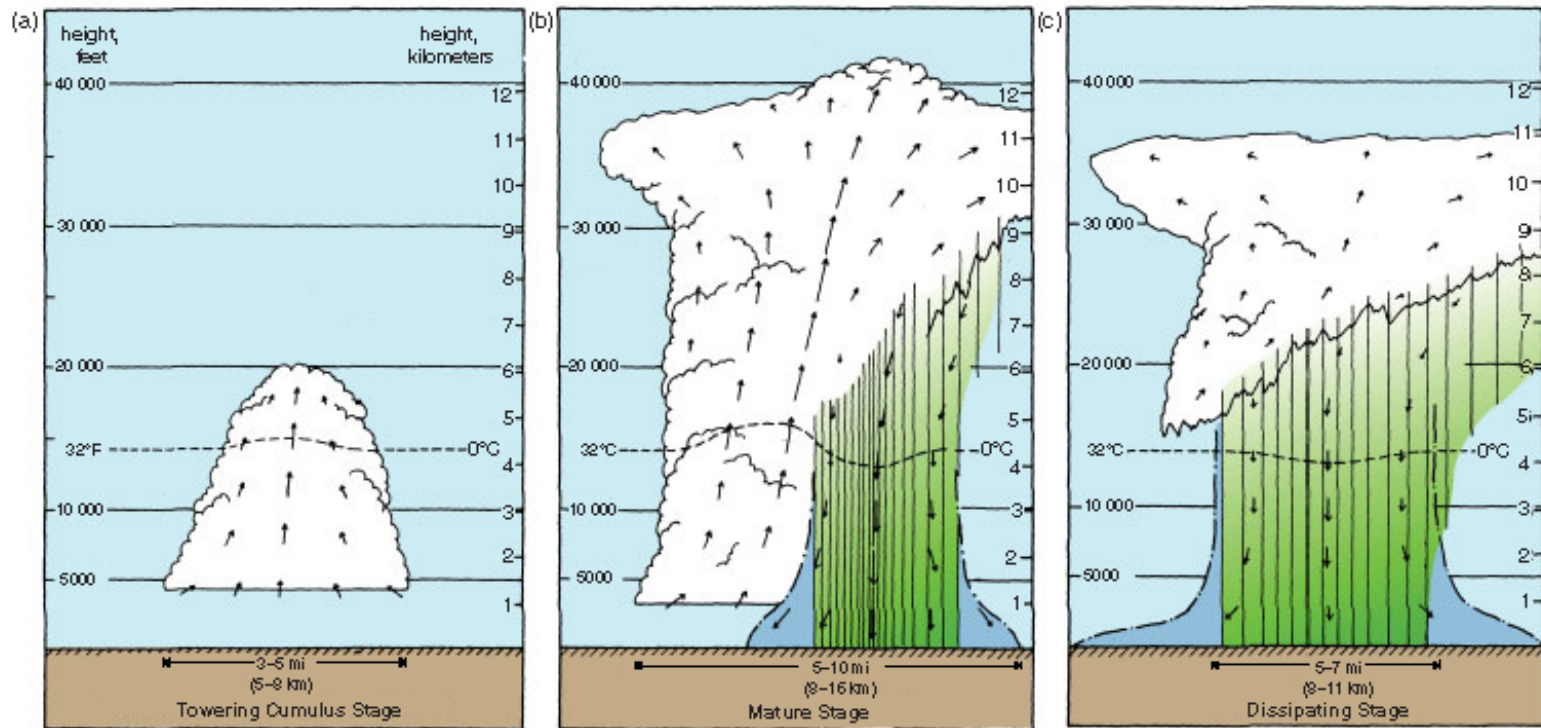 (a)
height,
feet
height,
kilometers
40 000
30 000
20 000
10 000
5000
32°F
0°C
12
11
10
9
8
7
6
5
4
3
2
1
3–5 mi
(5–8 km)
Towering Cumulus Stage
(b)
40 000
30 000
20 000
10 000
5000
32°C
0°C
12
11
10
9
8
7
6
5
4
3
2
1
5–10 mi
(8–16 km)
Mature Stage
(c)
40 000
30 000
20 000
10 000
5000
32°C
0°C
12
11
10
9
8
7
6
5
4
3
2
1
5–7 mi
(8–11 km)
Dissipating Stage